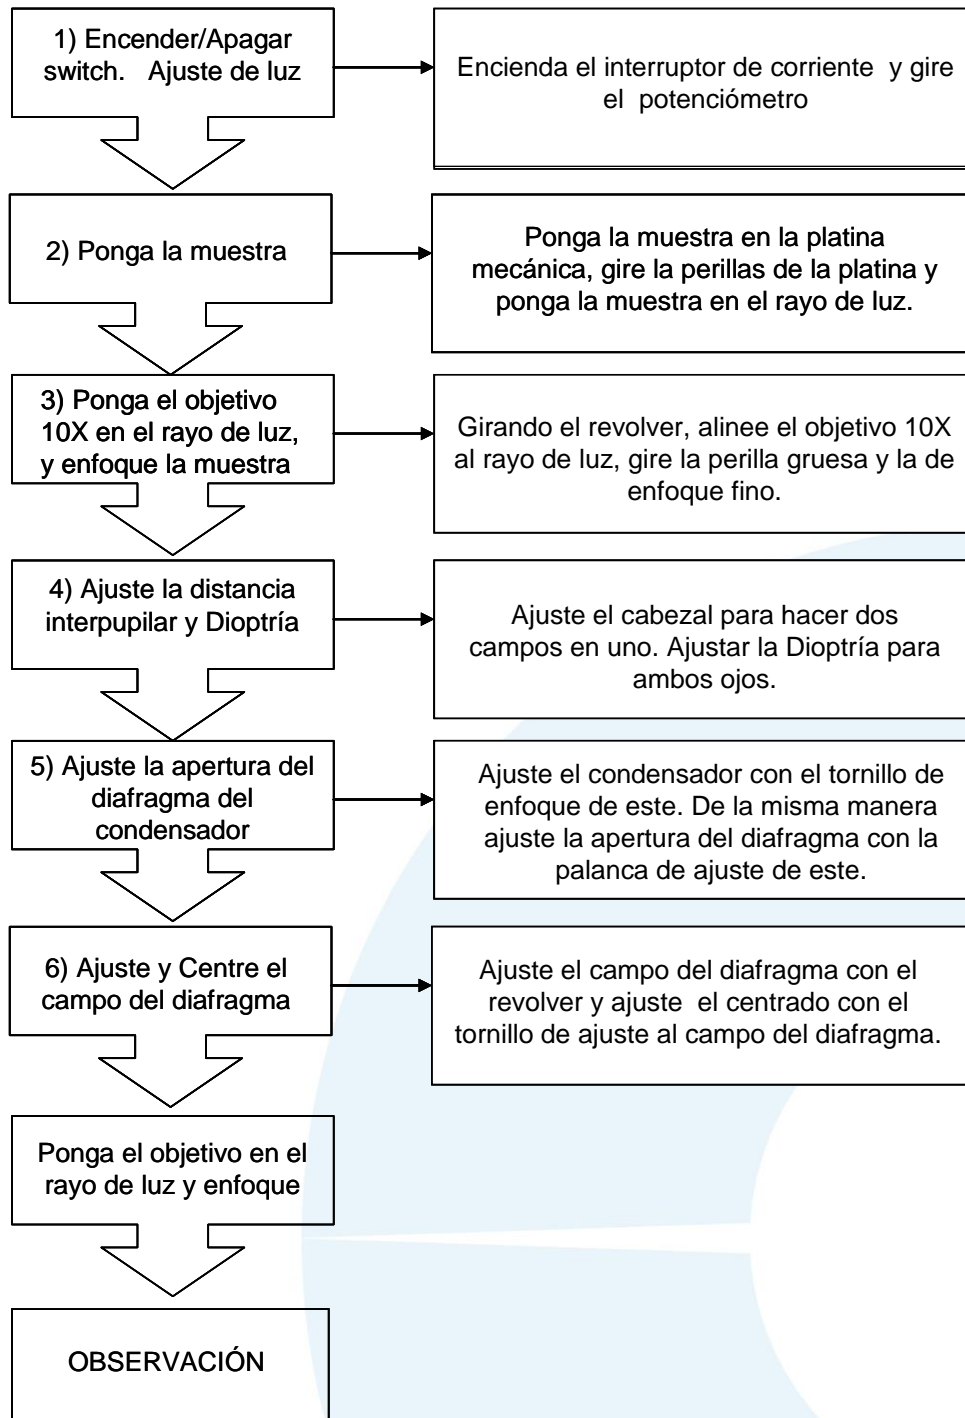 1) Encender/Apagar
switch.   Ajuste de luz
Encienda el interruptor de corriente  y gire
el  potenciómetro
2) Ponga la muestra
Ponga la muestra en la platina
mecánica, gire la perillas de la platina y
ponga la muestra en el rayo de luz.
3) Ponga el objetivo
10X en el rayo de luz,
y enfoque la muestra
Girando el revolver, alinee el objetivo 10X
al rayo de luz, gire la perilla gruesa y la de
enfoque fino.
4) Ajuste la distancia
interpupilar y Dioptría
Ajuste el cabezal para hacer dos
campos en uno. Ajustar la Dioptría para
ambos ojos.
5) Ajuste la apertura del
diafragma del
condensador
Ajuste el condensador con el tornillo de
enfoque de este. De la misma manera
ajuste la apertura del diafragma con la
palanca de ajuste de este.
6) Ajuste y Centre el
campo del diafragma
Ajuste el campo del diafragma con el
revolver y ajuste  el centrado con el
tornillo de ajuste al campo del diafragma.
Ponga el objetivo en el
rayo de luz y enfoque
OBSERVACIÓN